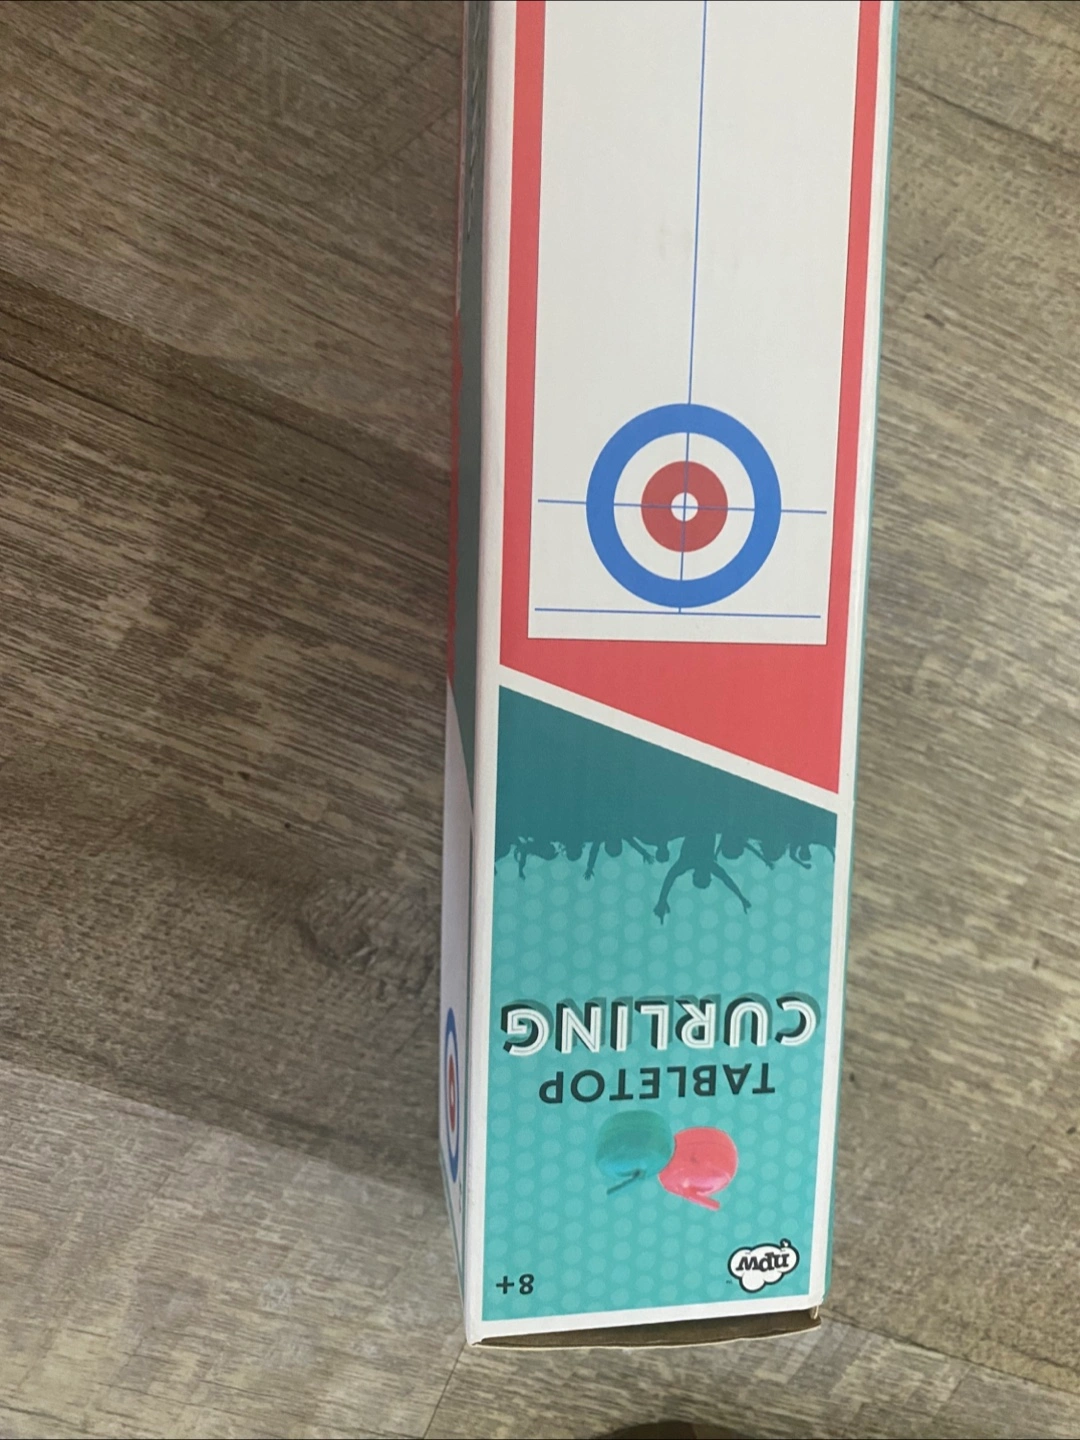 npw
8+
TABLETOP
CURLING